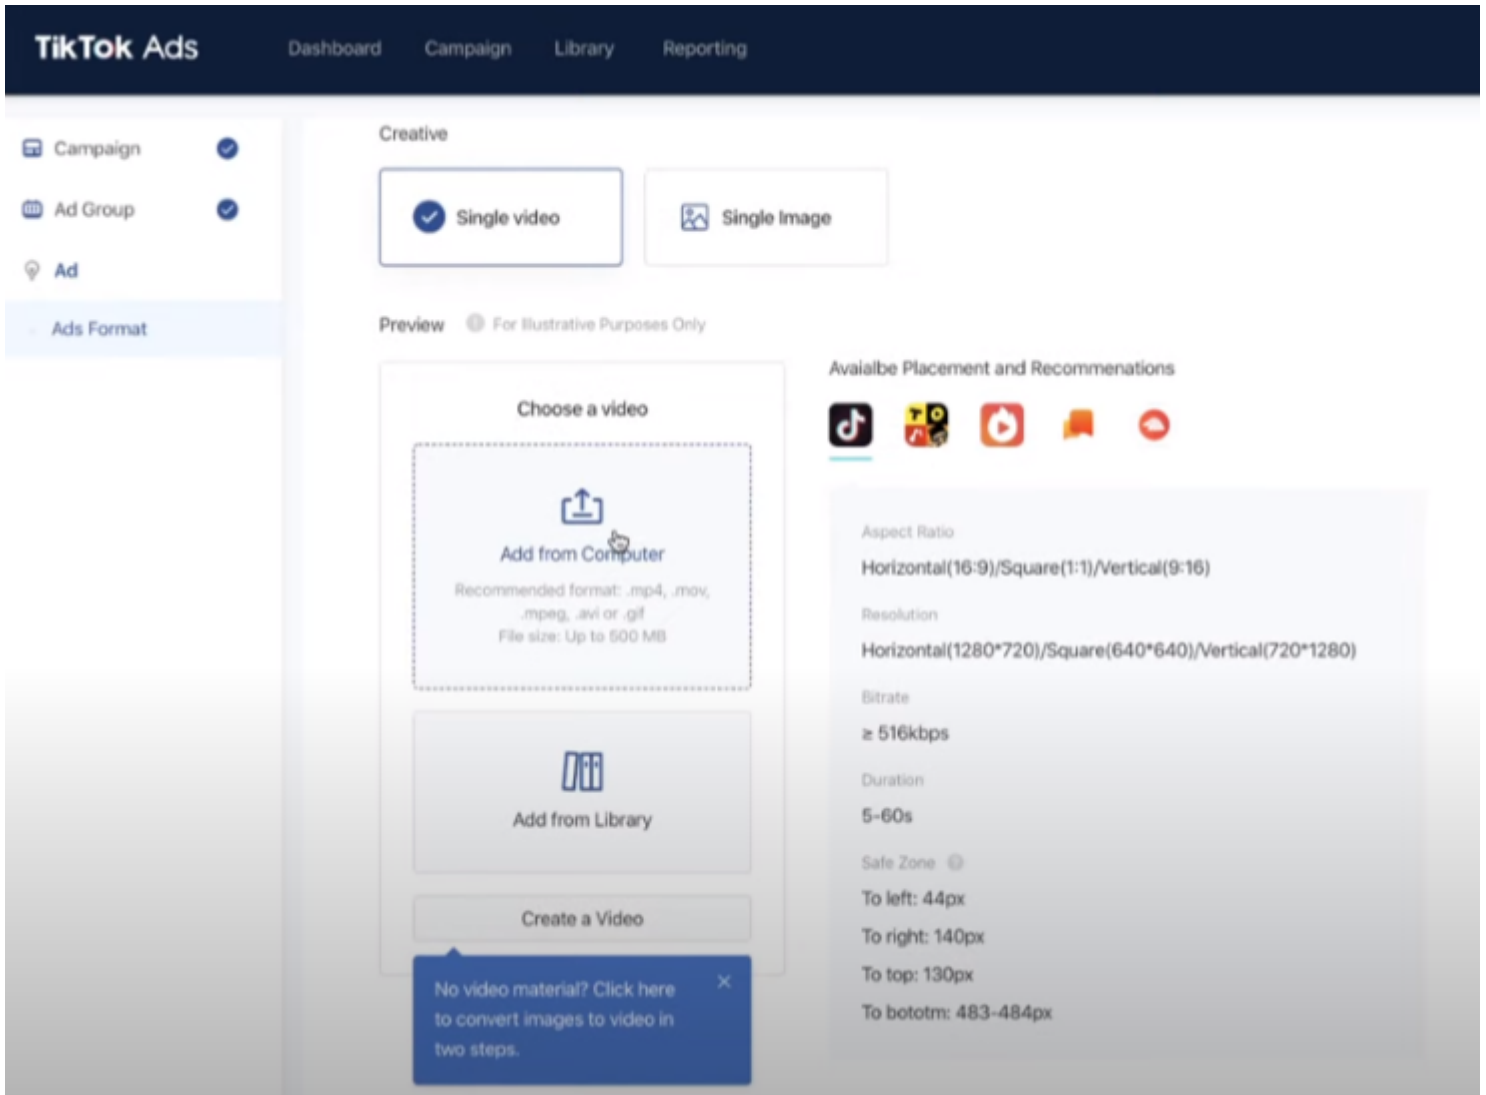 TikTok Ads
Dashboard
Campaign
Library
Reporting
Campaign
Ad Group
Ad
Ads Format
Creative
Single video
Single Image
Preview
For Illustrative Purposes Only
Choose a video
Add from Computer
Recommended format: .mp4, .mov,
.mpeg, .avi or .gif
File size: Up to 500 MB
Add from Library
Create a Video
No video material? Click here
to convert images to video in
two steps.
Avaialbe Placement and Recommenations
Aspect Ratio
Horizontal(16:9)/Square(1:1)/Vertical(9:16)
Resolution
Horizontal(1280*720)/Square(640*640)/Vertical(720*1280)
Bitrate
≥ 516kbps
Duration
5-60s
Safe Zone
To left: 44px
To right: 140px
To top: 130px
To bototm: 483-484px